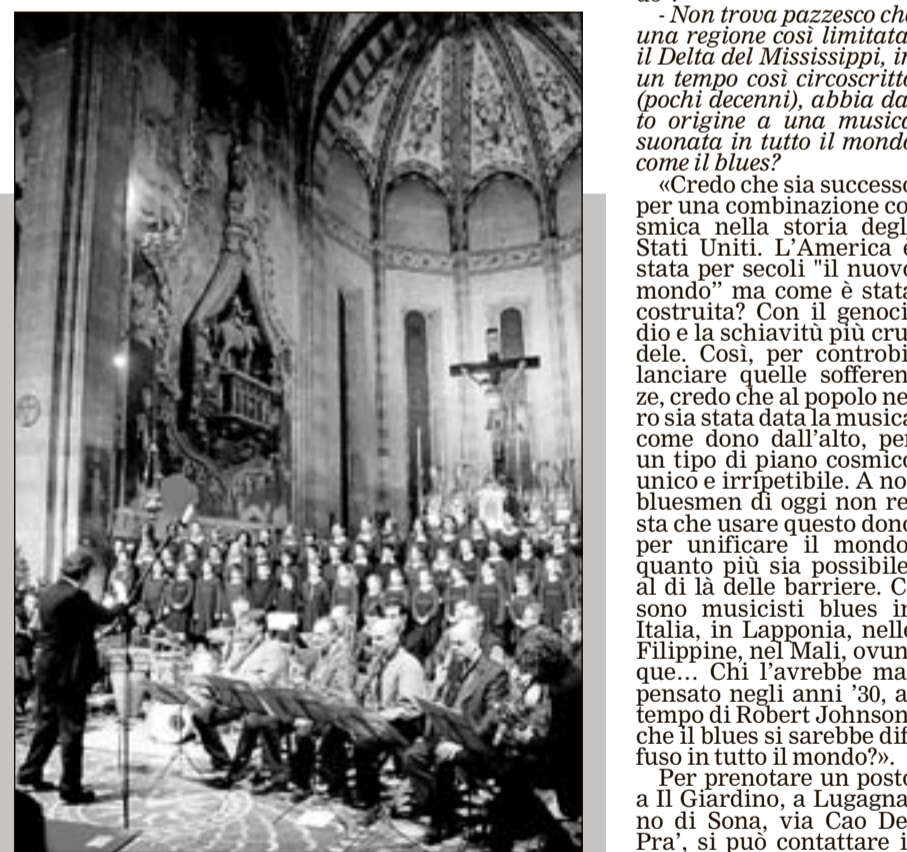 - Non trova pazzesco che
una regione così limitata
il Delta del Mississippi, in
un tempo così circoscritto
(pochi decenni), abbia da
to origine a una musica
suonata in tutto il mondo
come il blues?
«Credo che sia successo
per una combinazione co
smica nella storia degl
Stati Uniti. L'America è
stata per secoli "il nuovo
mondo” ma come è stata
costruita? Con il genoci
dio e la schiavitù più cru
dele. Così, per controbi
lanciare quelle sofferen
ze, credo che al popolo ne
ro sia stata data la musica
come dono dall'alto, per
un tipo di piano cosmico
unico e irripetibile. A no
bluesmen di oggi non re
sta che usare questo dono
per unificare il mondo
quanto più sia possibile
al di là delle barriere. C
sono musicisti blues in
Italia, in Lapponia, nelle
Filippine, nel Mali, ovun
que... Chi l'avrebbe ma
pensato negli anni '30, a
tempo di Robert Johnson
che il blues si sarebbe dif
fuso in tutto il mondo?».
Per prenotare un posto
a Il Giardino, a Lugagna
no di Sona, via Cao De
Pra', si può contattare i